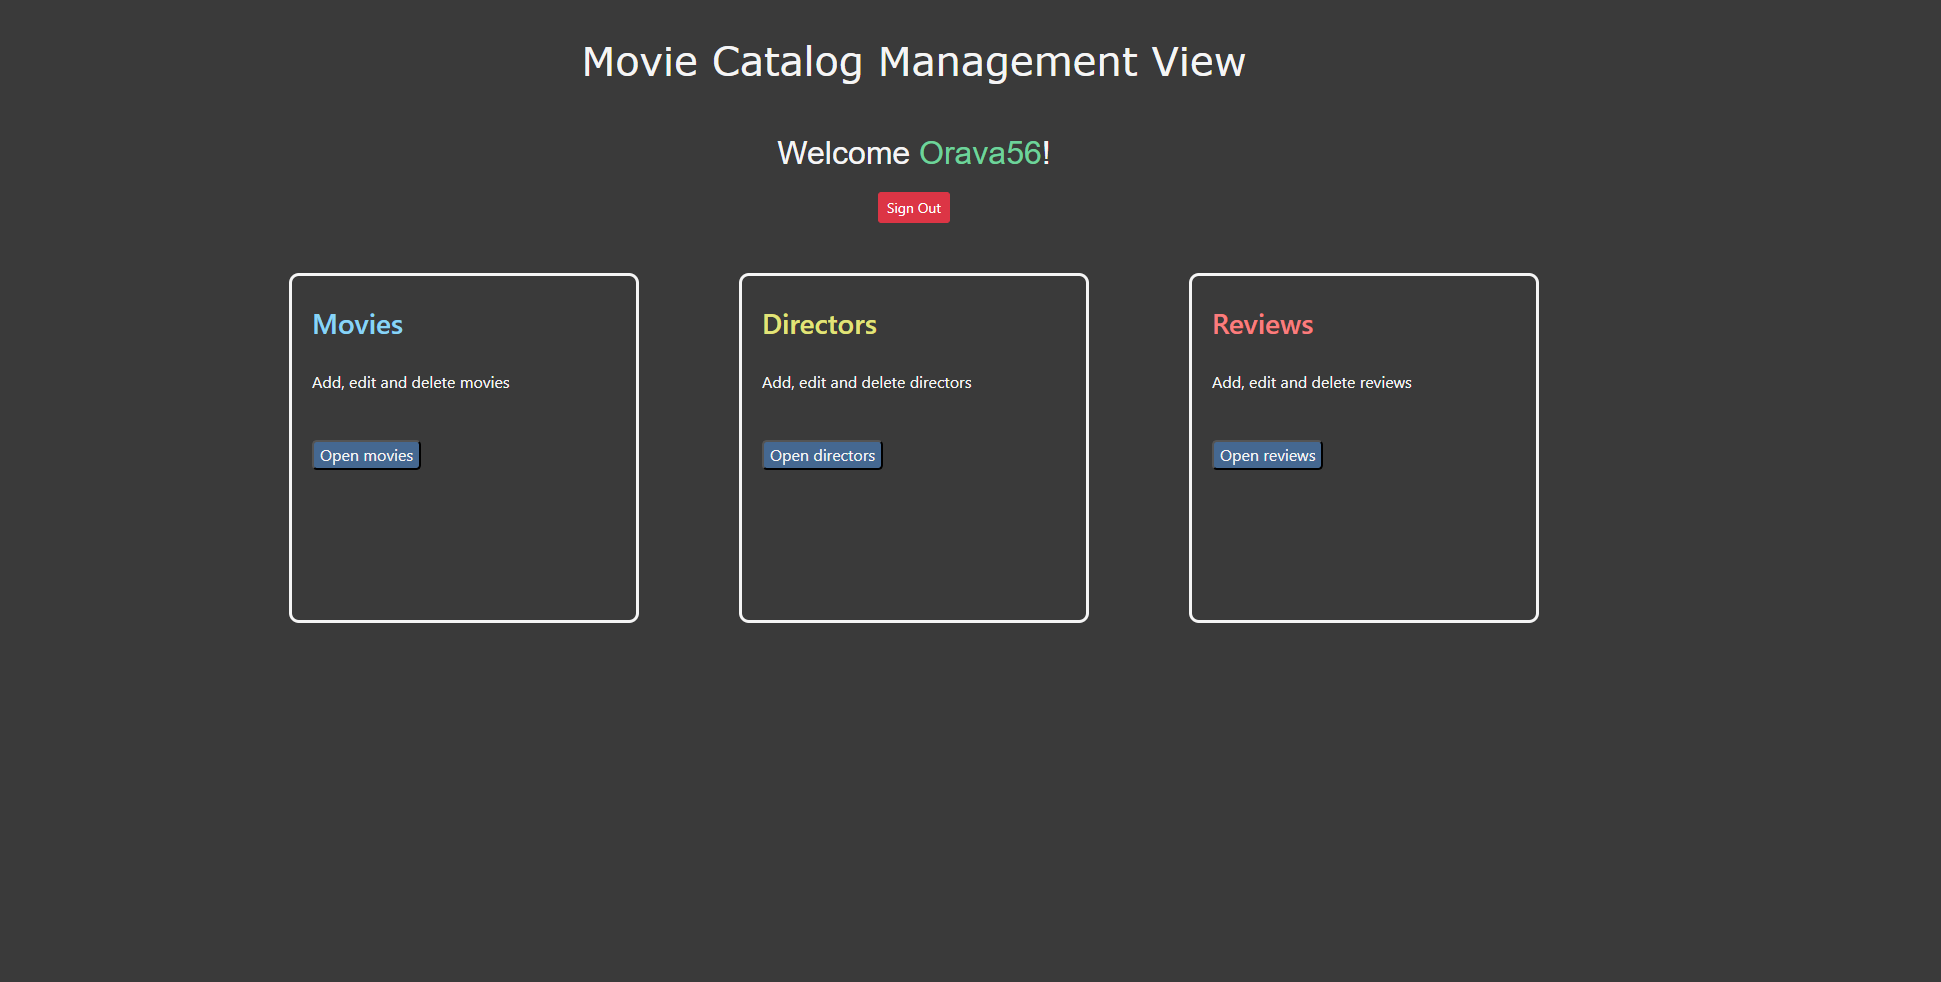 Movie Catalog Management View
Welcome Orava56!
Sign Out
Movies
Add, edit and delete movies
Open movies
Directors
Add, edit and delete directors
Open directors
Reviews
Add, edit and delete reviews
Open reviews